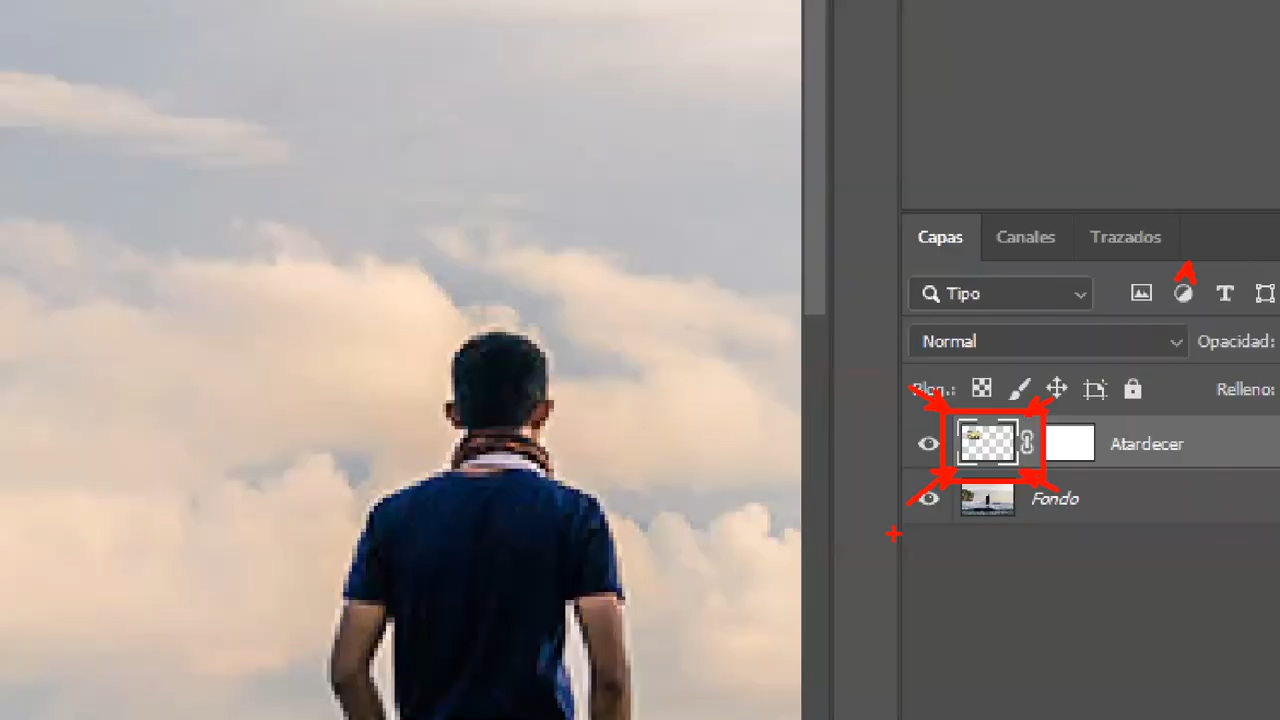 Capas Canales Trazados
Tipo
Normal Opacidad:
Bloq.: Relleno:
Atardecer
Fondo